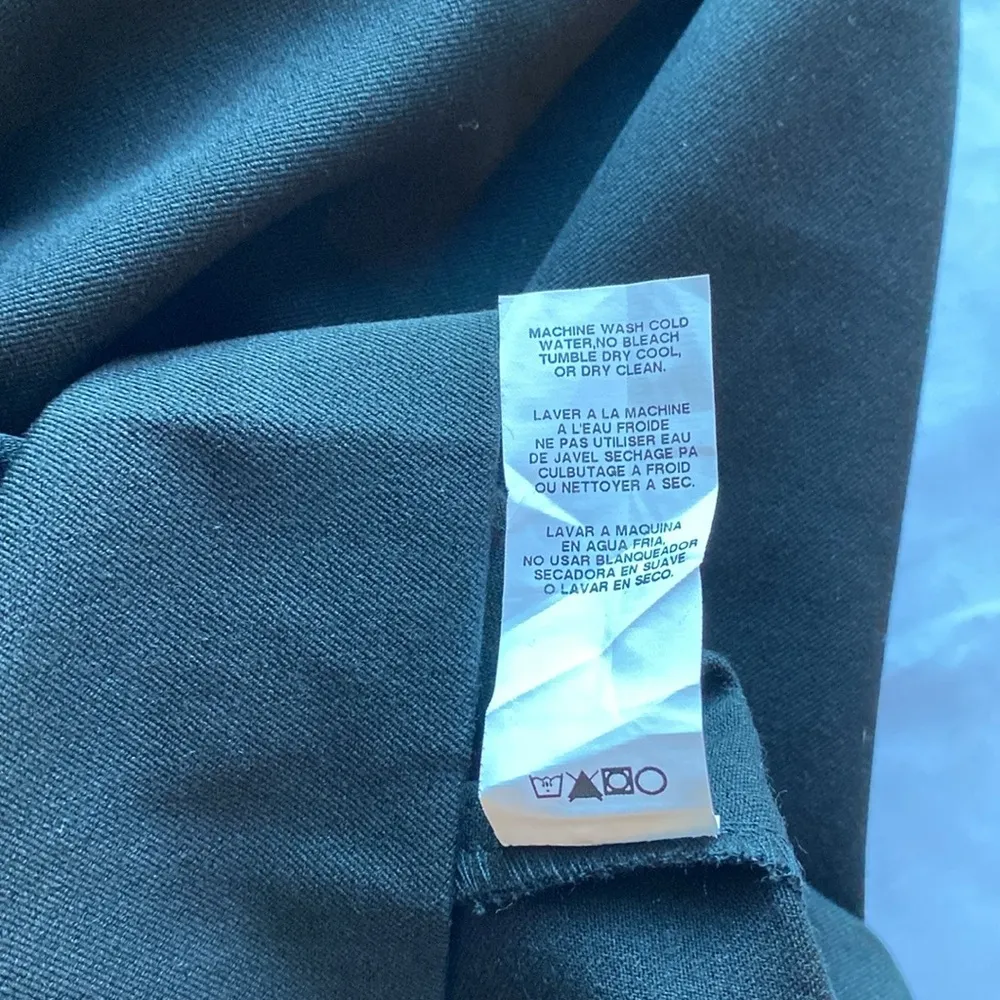 MACHINE WASH COLD
WATER,NO BLEACH
TUMBLE DRY COOL,
OR DRY CLEAN.
LAVER A LA MACHINE
A L'EAU FROIDE
NE PAS UTILISER EAU
DE JAVEL SECHAGE PA
CULBUTAGE A FROID
OU NETTOYER A SEC.
LAVAR A MAQUINA
EN AGUA FRIA,
NO USAR BLANQUEADOR
SECADORA EN SUAVE
O LAVAR EN SECO.